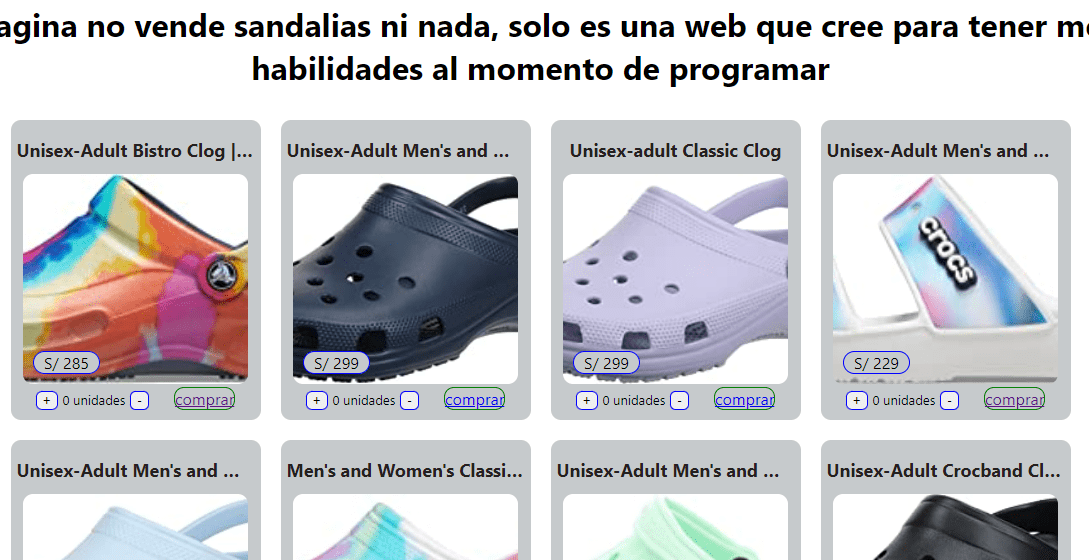 agina no vende sandalias ni nada, solo es una web que cree para tener
habilidades al momento de programar
Unisex-Adult Bistro Clog |...
Unisex-Adult Men's and ...
Unisex-adult Classic Clog
Unisex-Adult Men's and ...
crocs
S/ 285
S/ 299
S/ 299
S/ 229
+ 0 unidades - comprar
+ 0 unidades - comprar
+ 0 unidades - comprar
+ 0 unidades - comprar
Unisex-Adult Men's and ...
Men's and Women's Classi...
Unisex-Adult Men's and ...
Unisex-Adult Crocband Cl...